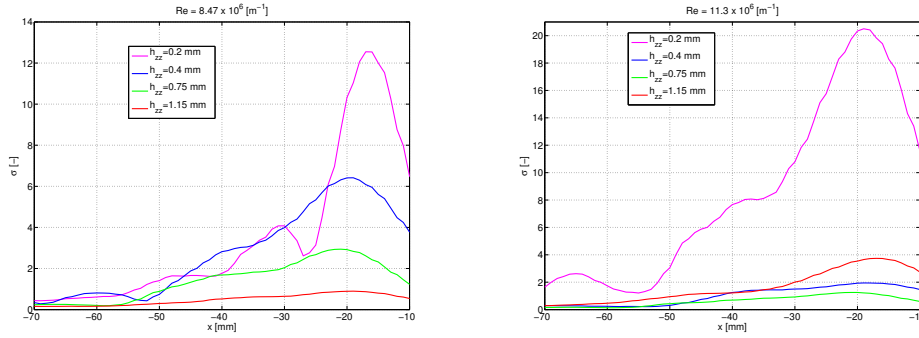 Re = 8.47 x 10^6 [m^-1]
14
12
10
8
6
4
2
0
σ [-]
h_zz=0.2 mm
h_zz=0.4 mm
h_zz=0.75 mm
h_zz=1.15 mm
−70 −60 −50 −40 −30 −20 −10
x [mm]
Re = 11.3 x 10^6 [m^-1]
20
18
16
14
12
10
8
6
4
2
0
σ [-]
h_zz=0.2 mm
h_zz=0.4 mm
h_zz=0.75 mm
h_zz=1.15 mm
−70 −60 −50 −40 −30 −20 −10
x [mm]